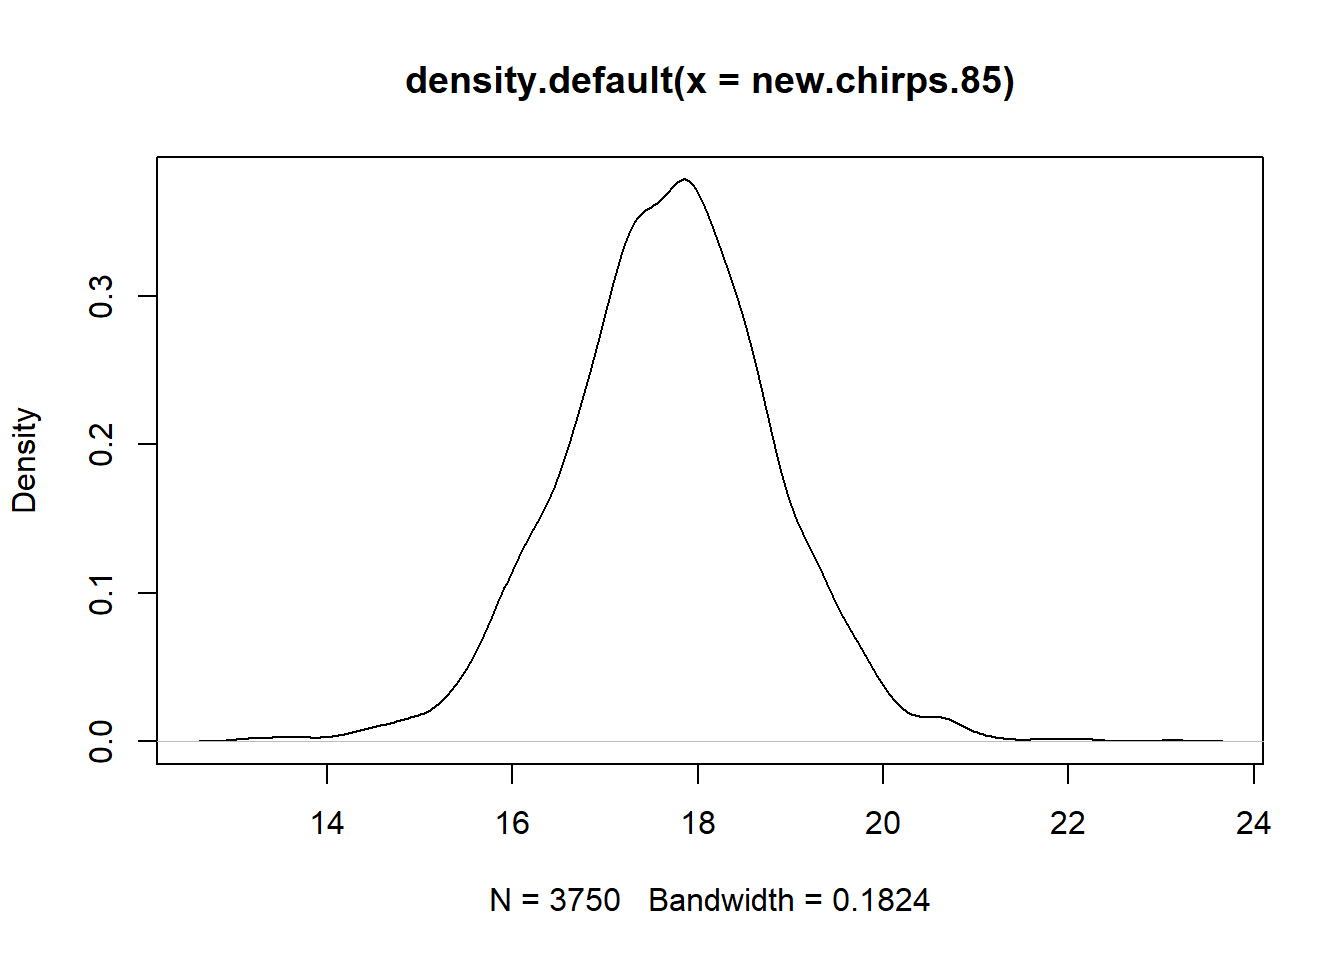 density.default(x = new.chirps.85)
Density
0.3
0.2
0.1
0.0
14 16 18 20 22 24
N = 3750 Bandwidth = 0.1824